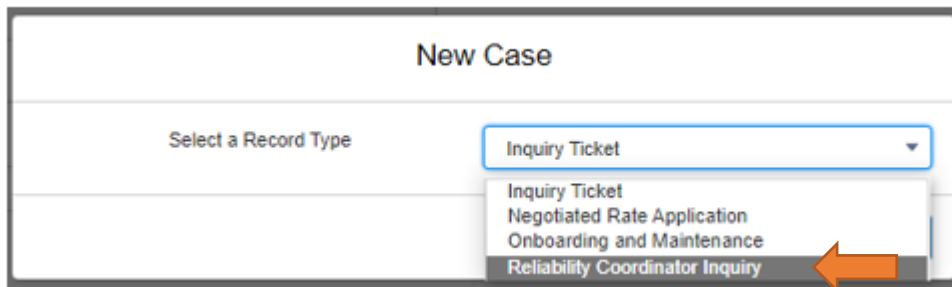 New Case
Select a Record Type
Inquiry Ticket
Inquiry Ticket
Negotiated Rate Application
Onboarding and Maintenance
Reliability Coordinator Inquiry